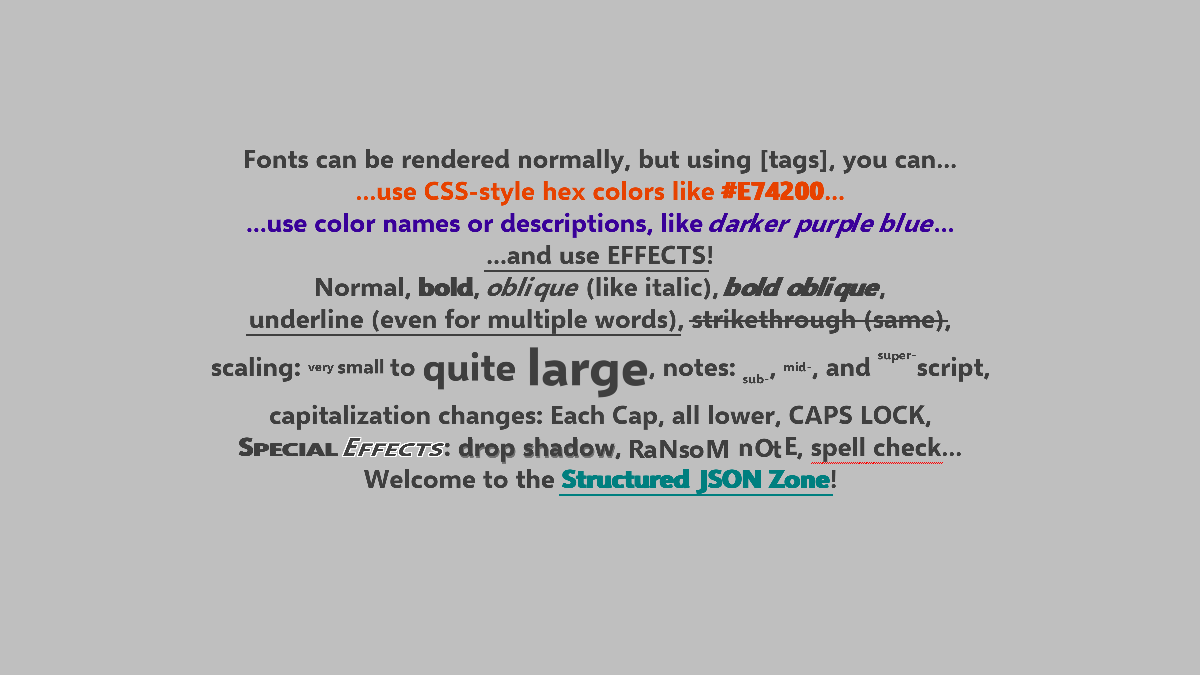 Fonts can be rendered normally, but using [tags], you can...
...use CSS-style hex colors like #E74200...
...use color names or descriptions, like darker purple blue...
...and use EFFECTS!
Normal, bold, oblique (like italic), bold oblique,
underline (even for multiple words), strikethrough (same),
scaling: very small to quite large, notes: sub-, mid-, and super-script,
capitalization changes: Each Cap, all lower, CAPS LOCK,
SPECIAL EFFECTS: drop shadow, RaNsoM nOtE, spell check...
Welcome to the Structured JSON Zone!